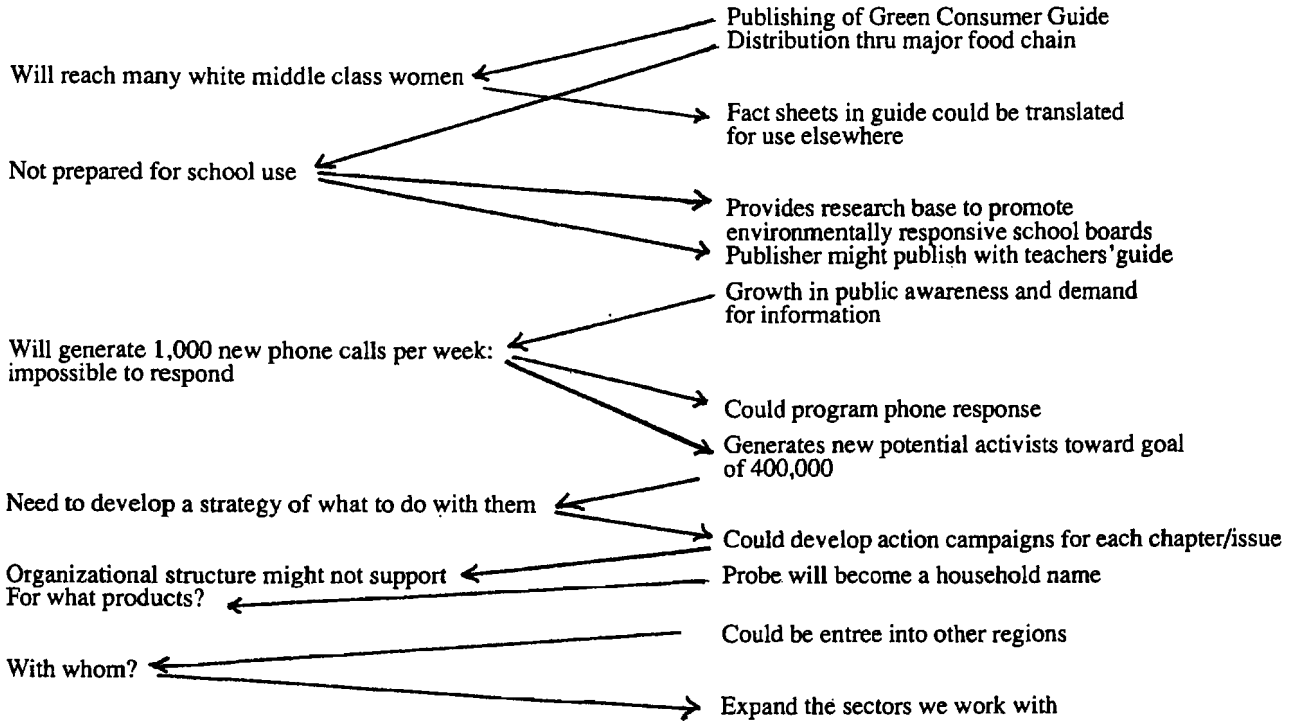 Publishing of Green Consumer Guide
Distribution thru major food chain
Will reach many white middle class women
Fact sheets in guide could be translated
for use elsewhere
Not prepared for school use
Provides research base to promote
environmentally responsive school boards
Publisher might publish with teachers' guide
Growth in public awareness and demand
for information
Will generate 1,000 new phone calls per week:
impossible to respond
Could program phone response
Generates new potential activists toward goal
of 400,000
Need to develop a strategy of what to do with them
Could develop action campaigns for each chapter/issue
Organizational structure might not support
Probe will become a household name
For what products?
Could be entree into other regions
With whom?
Expand the sectors we work with